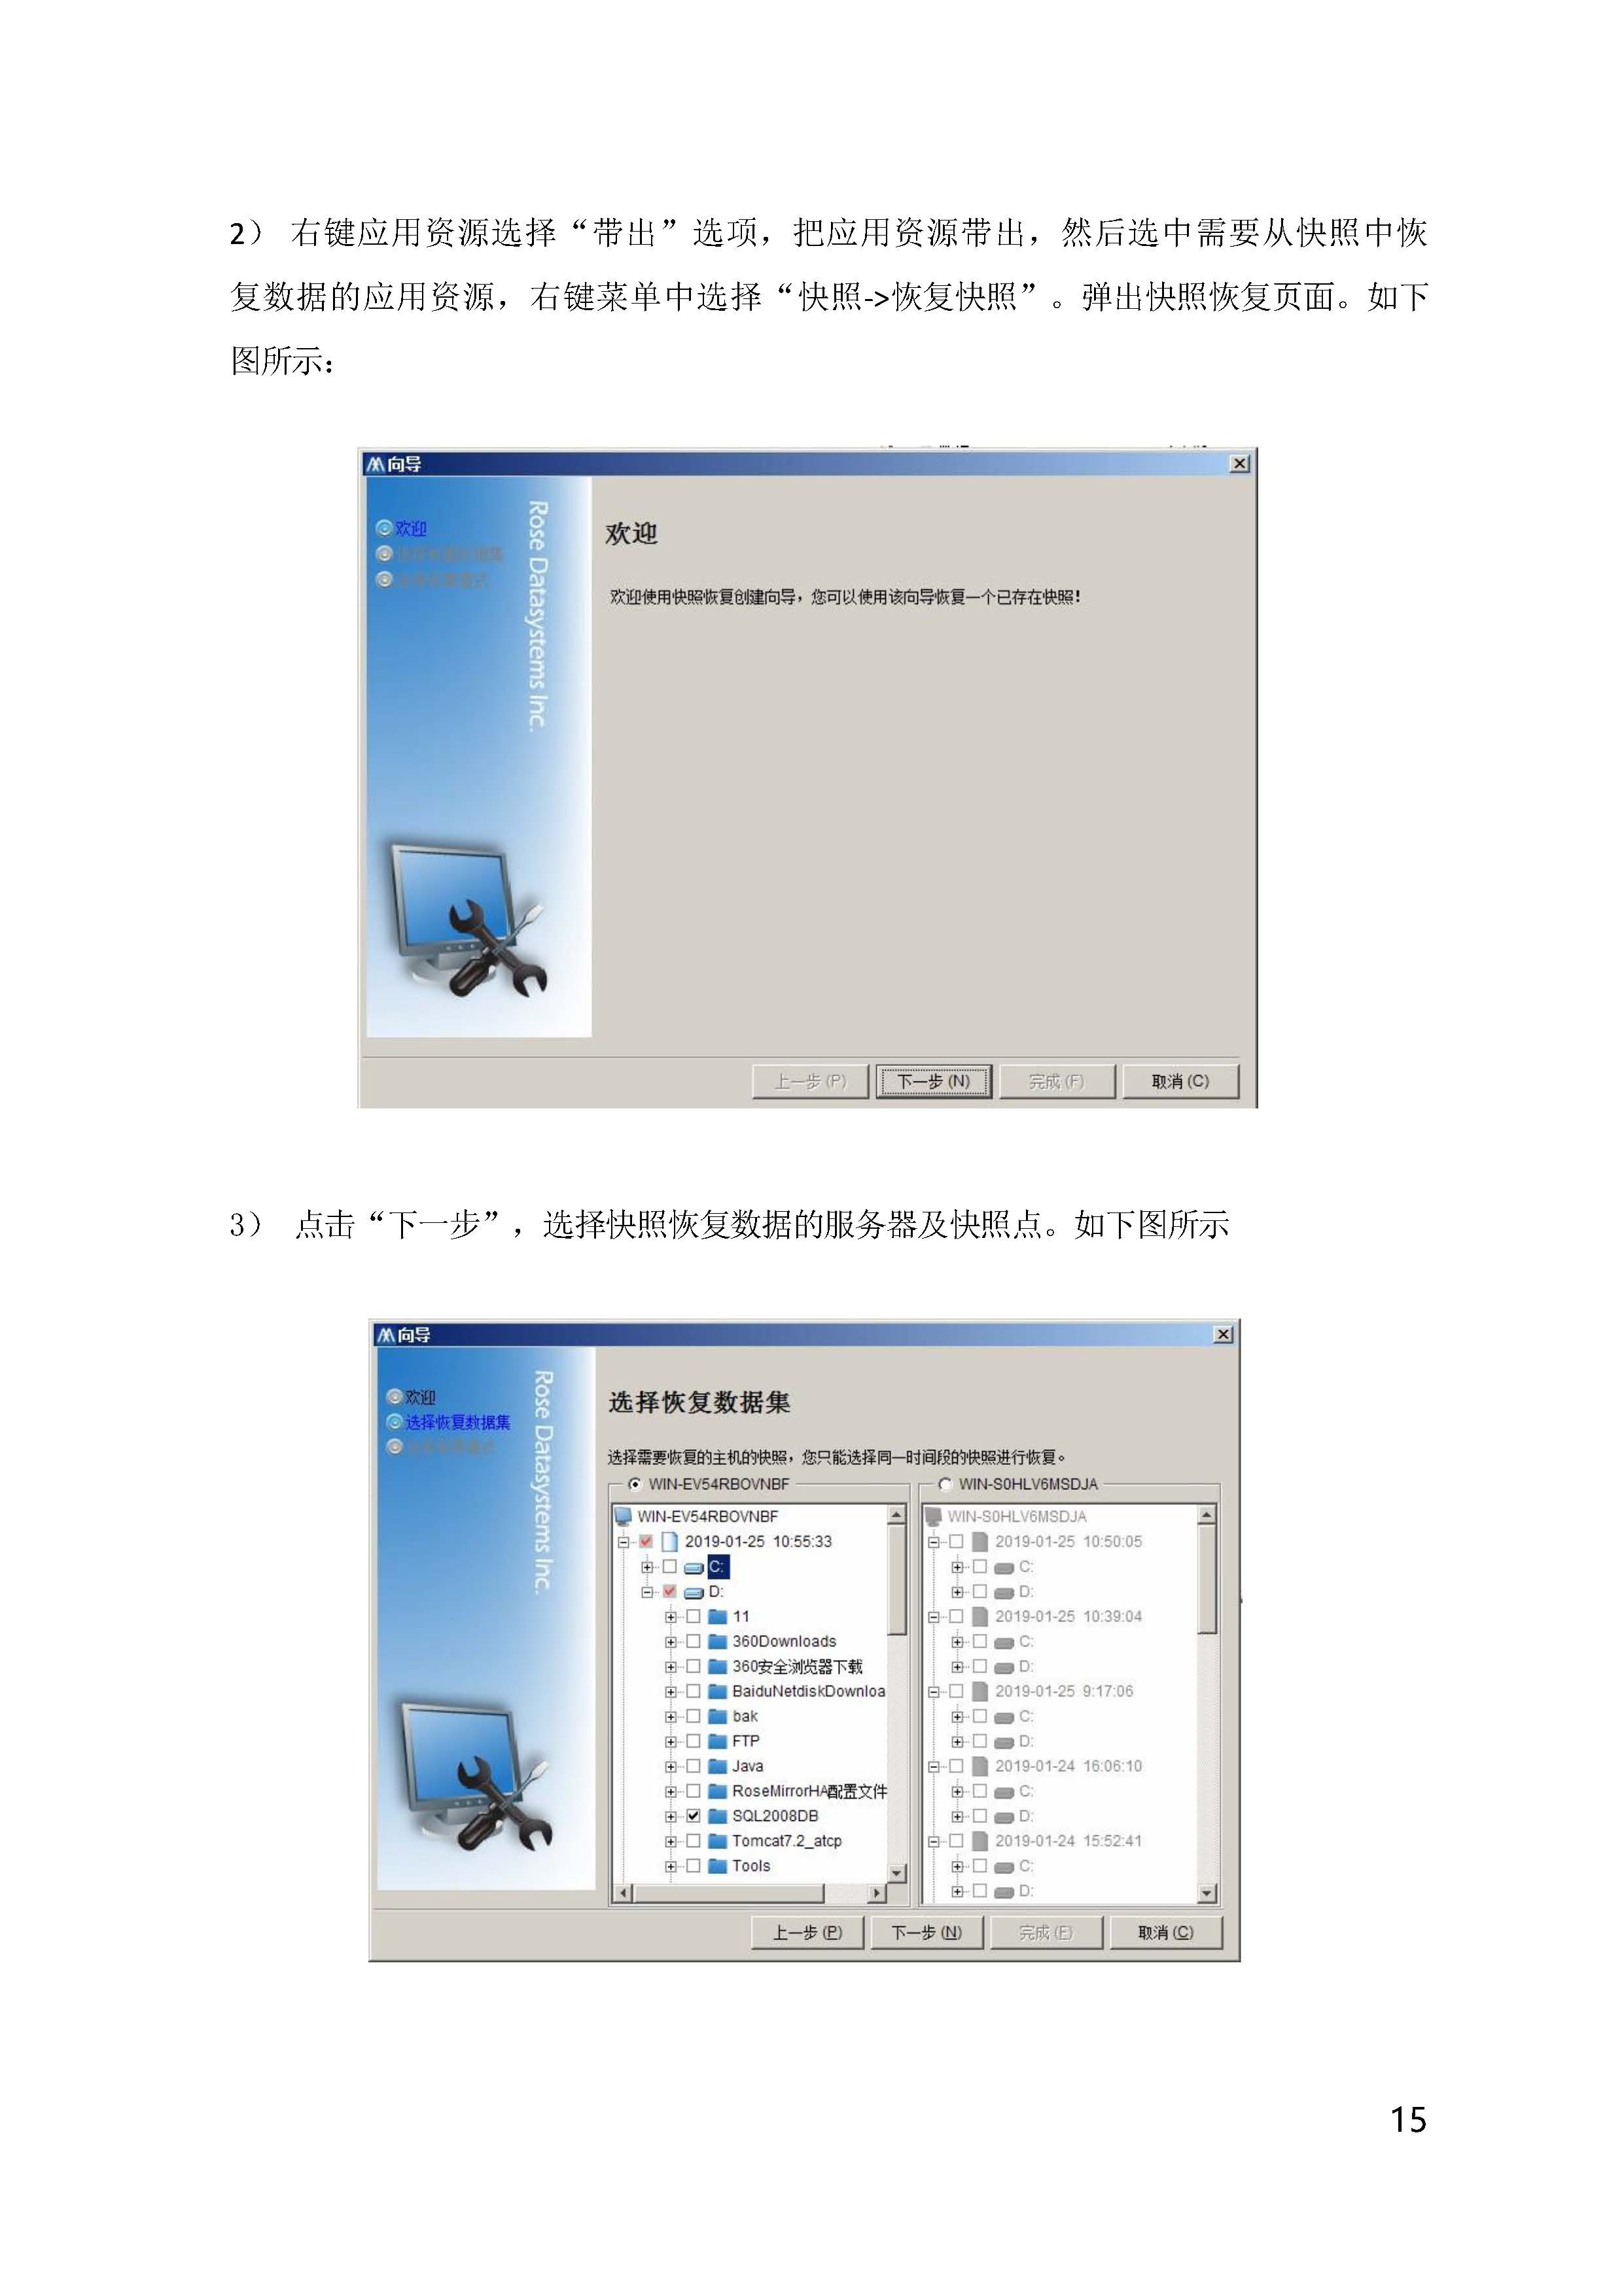 2） 右键应用资源选择“带出”选项，把应用资源带出，然后选中需要从快照中恢
复数据的应用资源，右键菜单中选择“快照->恢复快照”。弹出快照恢复页面。如下
图所示：
向导
欢迎
Rose Datasystems Inc.
欢迎
欢迎使用快照恢复创建向导，您可以使用该向导恢复一个已存在快照！
上一步(P)
下一步(N)
完成(F)
取消(C)
3） 点击“下一步”，选择快照恢复数据的服务器及快照点。如下图所示
向导
欢迎
选择恢复数据集
Rose Datasystems Inc.
选择恢复数据集
选择需要恢复的主机的快照，您只能选择同一时间段的快照进行恢复。
WIN-EV54RBOVNBF
WIN-EV54RBOVNBF
2019-01-25 10:55:33
C:
D:
11
360Downloads
360安全浏览器下载
BaiduNetdiskDownloa
bak
FTP
Java
RoseMirrorHA配置文件
SQL2008DB
Tomcat7.2_atcp
Tools
WIN-S0HLV6MSDJA
WIN-S0HLV6MSDJA
2019-01-25 10:50:05
C:
D:
2019-01-25 10:39:04
C:
D:
2019-01-25 9:17:06
C:
D:
2019-01-24 16:06:10
C:
D:
2019-01-24 15:52:41
C:
D:
上一步(P)
下一步(N)
完成(F)
取消(C)
15